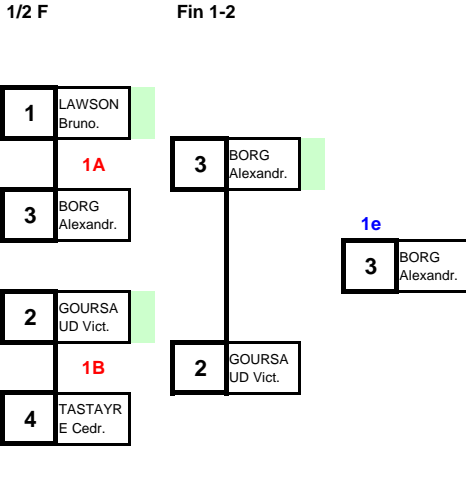 1/2 F
Fin 1-2
1
LAWSON
Bruno.
1A
3
BORG
Alexandr.
3
BORG
Alexandr.
1e
3
BORG
Alexandr.
2
GOURSA
UD Vict.
1B
2
GOURSA
UD Vict.
4
TASTAYR
E Cedr.